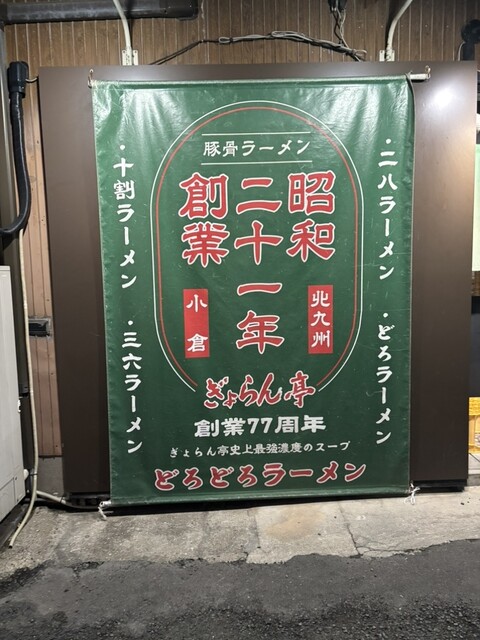 豚骨ラーメン
昭和
二十一年
創業
北九州
小倉
ぎょらん亭
創業77周年
ぎょらん亭史上最強濃度のスープ
どろどろラーメン
・二八ラーメン
・どろラーメン
・十割ラーメン
・三六ラーメン